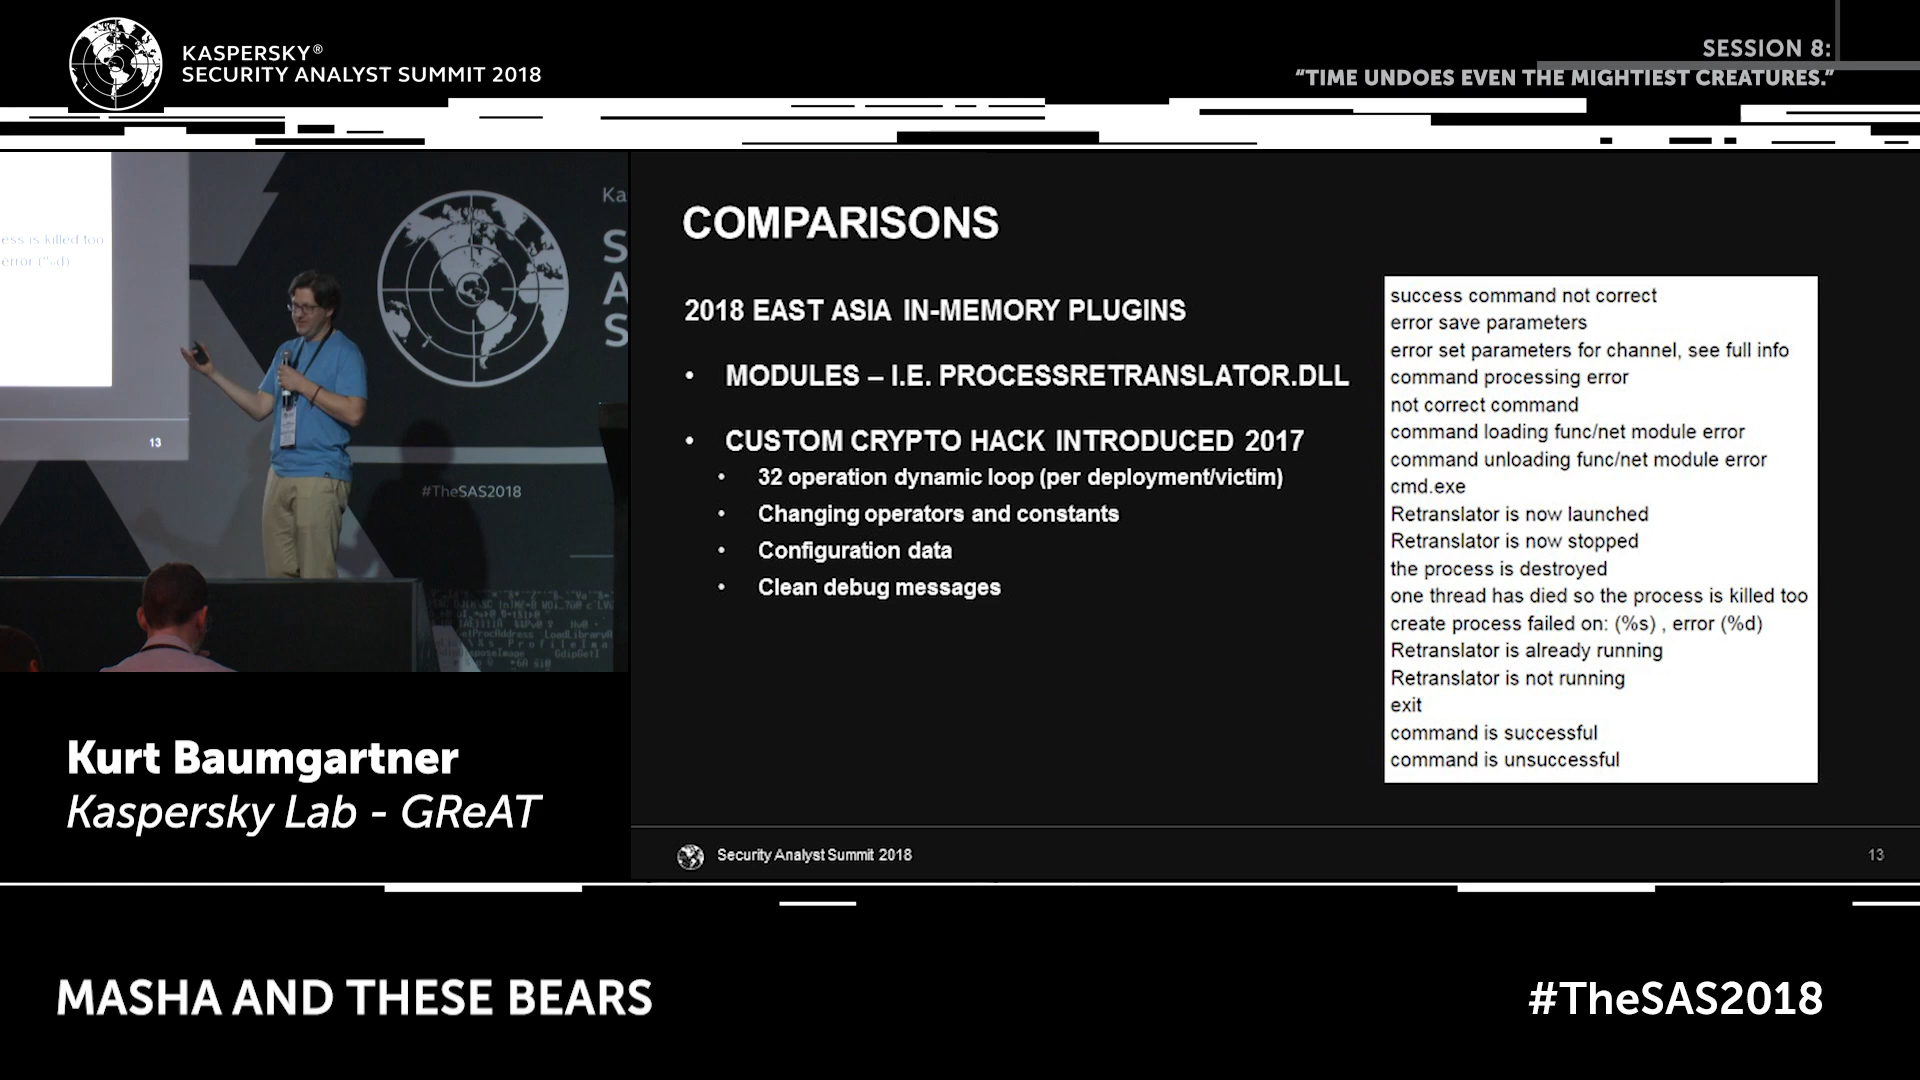 KASPERSKY®
SECURITY ANALYST SUMMIT 2018
SESSION 8:
“TIME UNDOES EVEN THE MIGHTIEST CREATURES.”
ess is killed too
error (%d)
13
Ka
S
A
S
#TheSAS2018
COMPARISONS
2018 EAST ASIA IN-MEMORY PLUGINS
• MODULES – I.E. PROCESSRETRANSLATOR.DLL
• CUSTOM CRYPTO HACK INTRODUCED 2017
• 32 operation dynamic loop (per deployment/victim)
• Changing operators and constants
• Configuration data
• Clean debug messages
success command not correct
error save parameters
error set parameters for channel, see full info
command processing error
not correct command
command loading func/net module error
command unloading func/net module error
cmd.exe
Retranslator is now launched
Retranslator is now stopped
the process is destroyed
one thread has died so the process is killed too
create process failed on: (%s) , error (%d)
Retranslator is already running
Retranslator is not running
exit
command is successful
command is unsuccessful
Security Analyst Summit 2018
13
Kurt Baumgartner
Kaspersky Lab - GReAT
MASHA AND THESE BEARS
#TheSAS2018